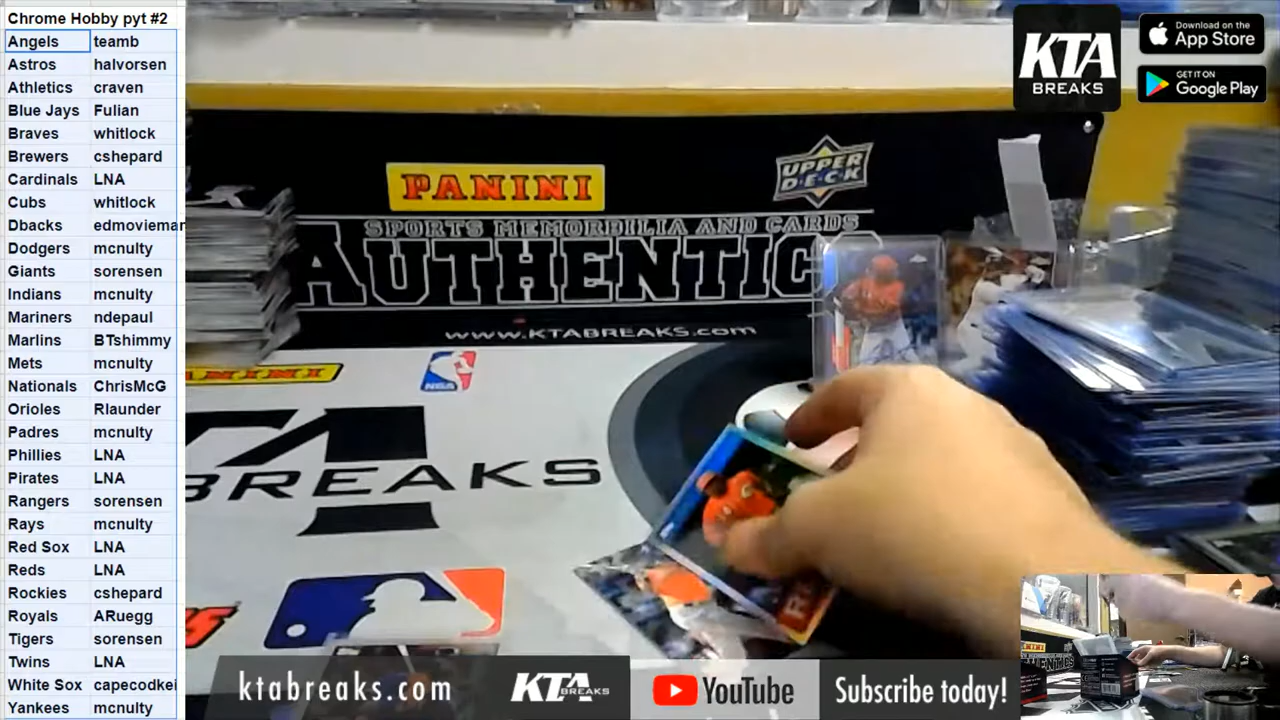 Chrome Hobby pyt #2
Angels teamb
Astros halvorsen
Athletics craven
Blue Jays Fulian
Braves whitlock
Brewers cshepard
Cardinals LNA
Cubs whitlock
Dbacks edmovieman
Dodgers mcnulty
Giants sorensen
Indians mcnulty
Mariners ndepaul
Marlins BTshimmy
Mets mcnulty
Nationals ChrisMcG
Orioles Rlaunder
Padres mcnulty
Phillies LNA
Pirates LNA
Rangers sorensen
Rays mcnulty
Red Sox LNA
Reds LNA
Rockies cshepard
Royals ARuegg
Tigers sorensen
Twins LNA
White Sox capecodkei
Yankees mcnulty
KTA
BREAKS
Download on the
App Store
GET IT ON
Google Play
PANINI
UPPER
DECK
SPORTS MEMORBILIA AND CARDS
AUTHENTIC
www.KTABREAKS.com
NBA
BREAKS
ktabreaks.com
KTA
BREAKS
YouTube
Subscribe today!